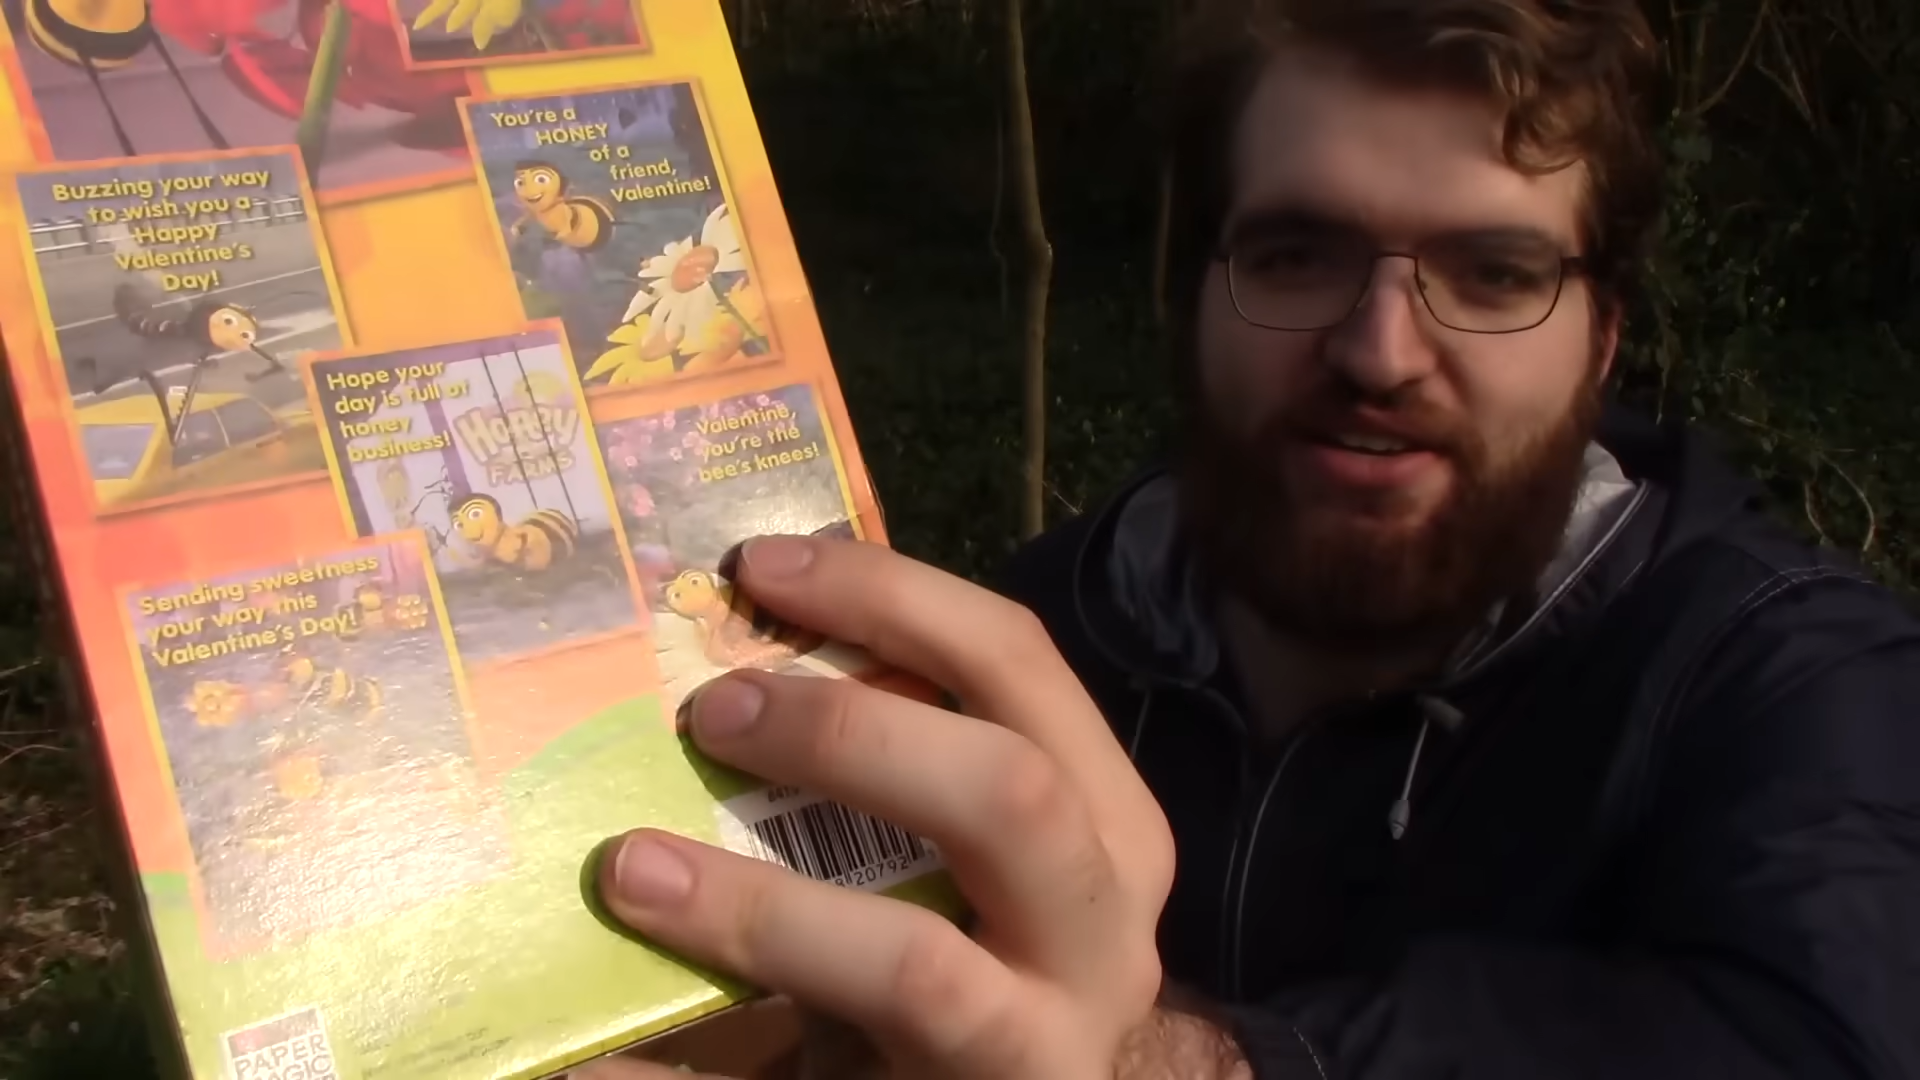 You're a
HONEY
of a
friend,
Valentine!
Buzzing your way
to wish you a
Happy
Valentine's
Day!
Hope your
day is full of
honey
business!
Honey
FARMS
Valentine,
you're the
bee's knees!
Sending sweetness
your way this
Valentine's Day!
20792
PAPER
MAGIC